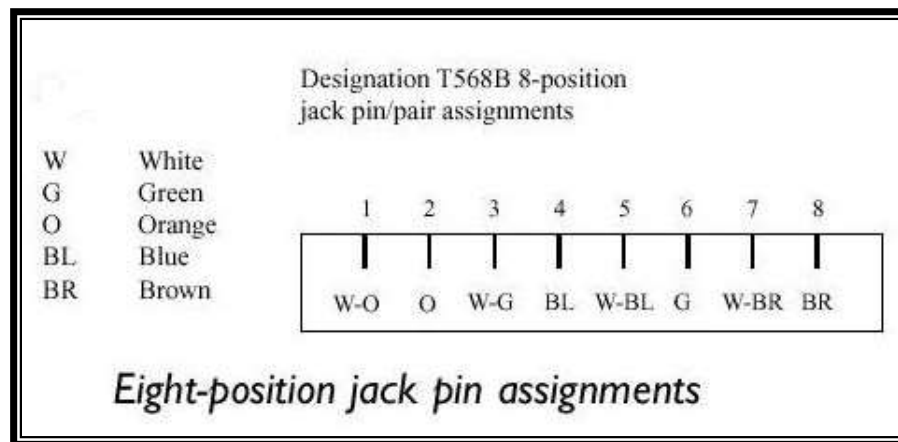 Designation T568B 8-position
jack pin/pair assignments
W White
G Green
O Orange
BL Blue
BR Brown
1 2 3 4 5 6 7 8
W-O O W-G BL W-BL G W-BR BR
Eight-position jack pin assignments